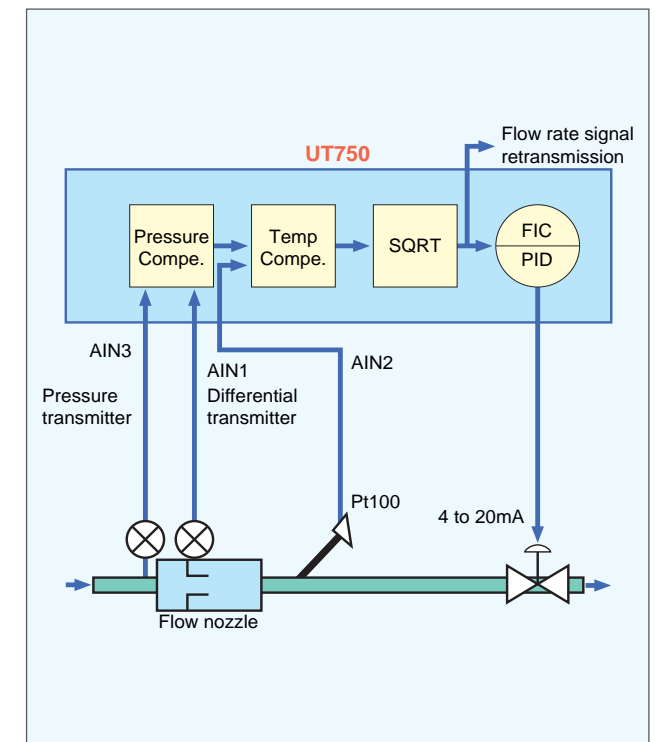 Flow rate signal
retransmission
UT750
Pressure
Compe.
Temp
Compe.
SQRT
FIC
PID
AIN3
Pressure
transmitter
AIN1
Differential
transmitter
AIN2
Pt100
4 to 20mA
Flow nozzle